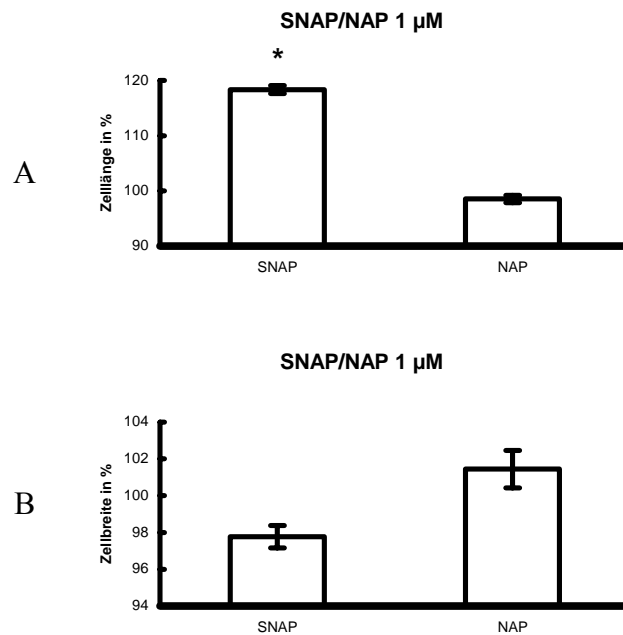 SNAP/NAP 1 µM
*
A
Zelllänge in %
120
110
100
90
SNAP NAP
SNAP/NAP 1 µM
B
Zellbreite in %
104
102
100
98
96
94
SNAP NAP